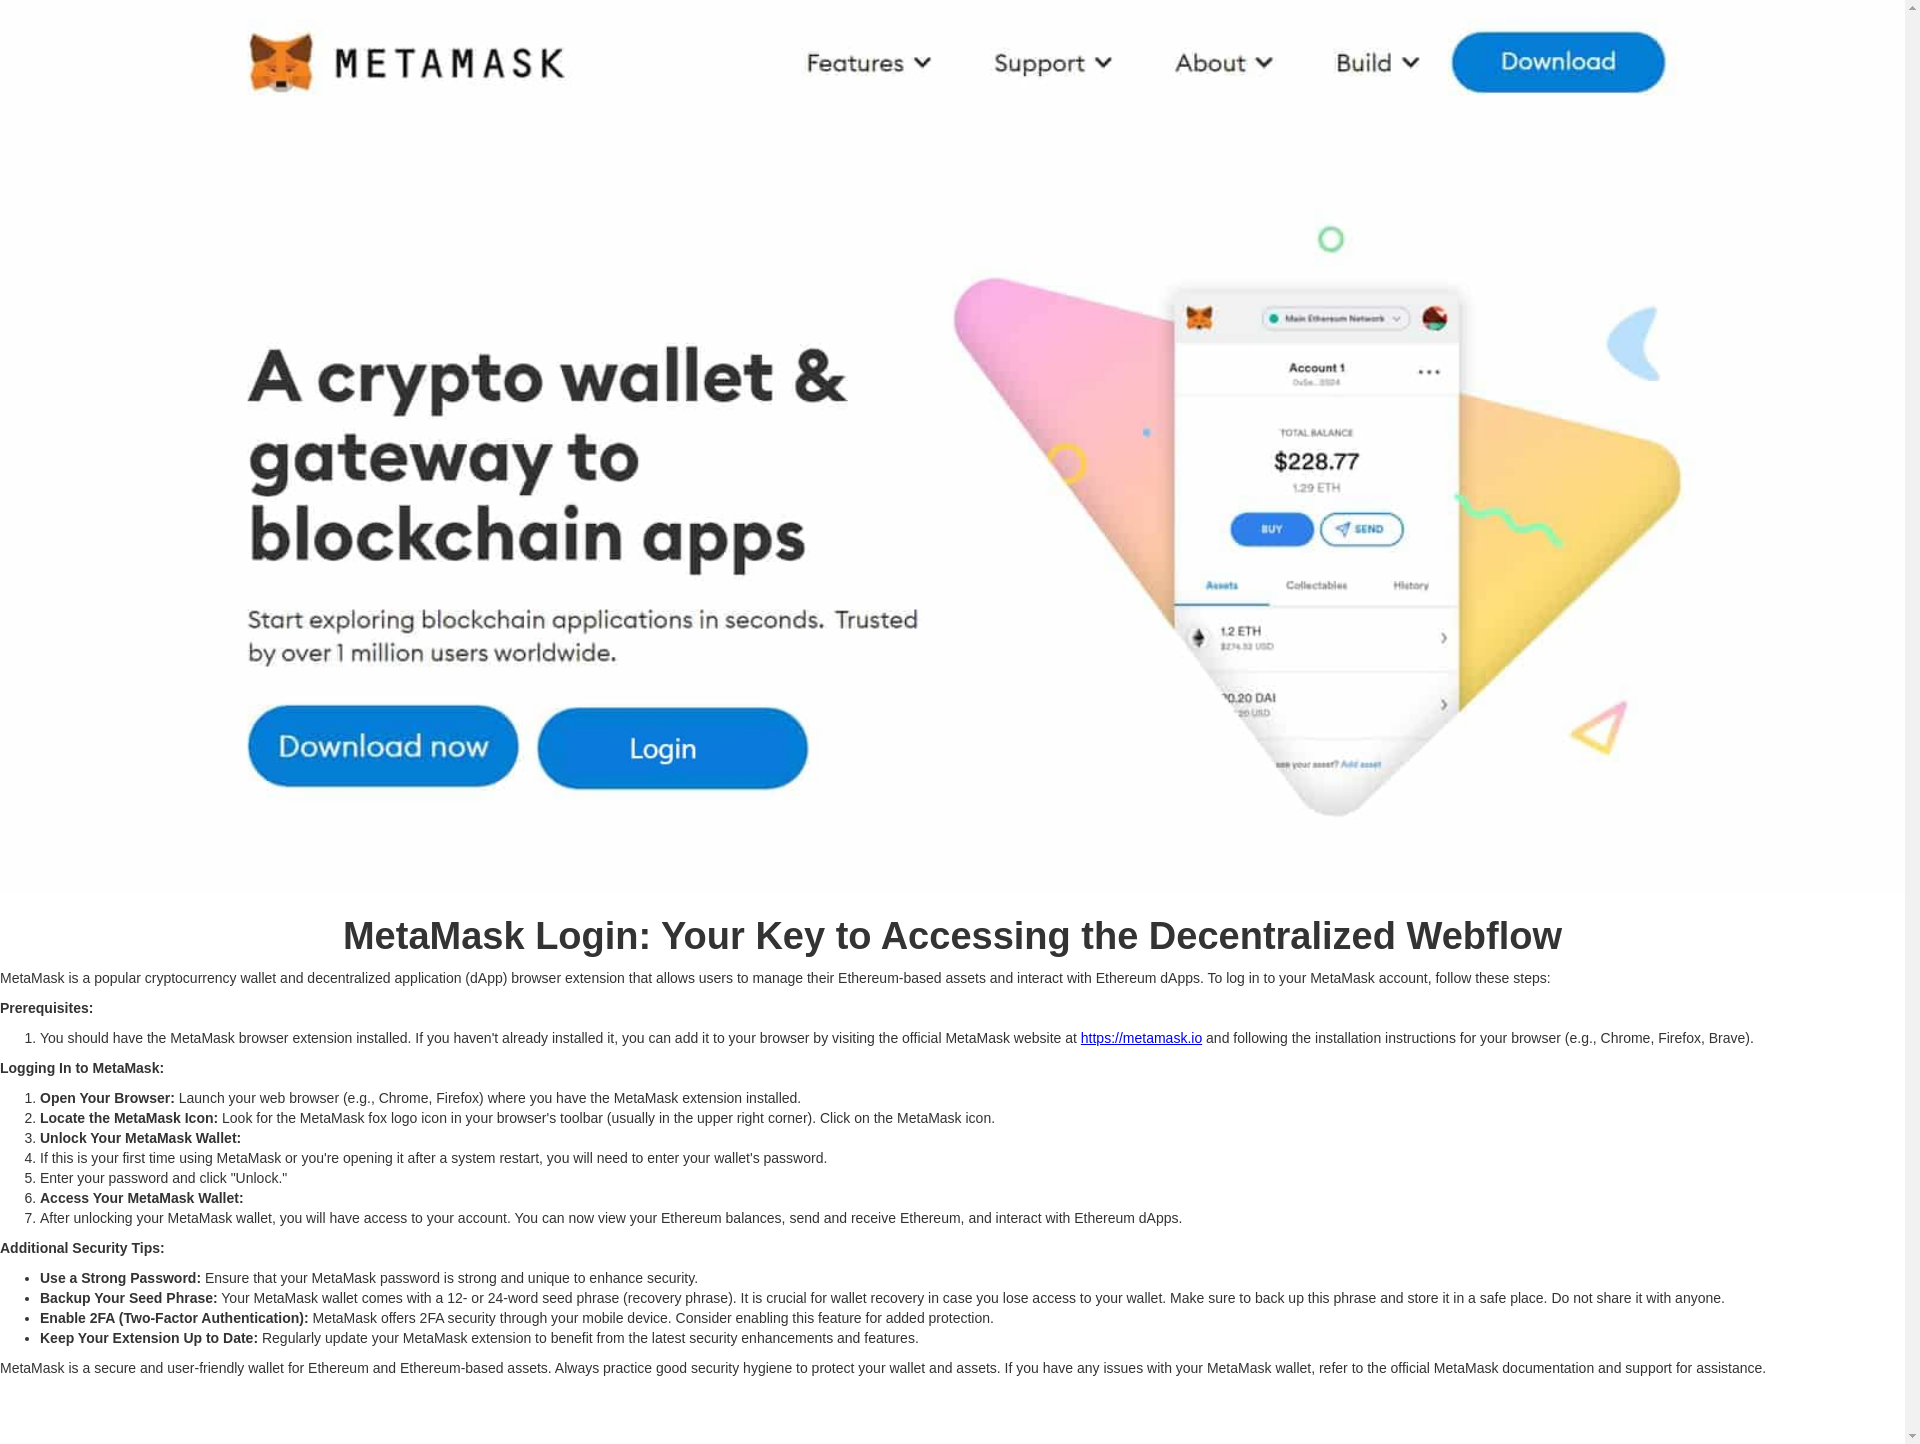 METAMASK
Features
Support
About
Build
Download
A crypto wallet &
gateway to
blockchain apps
Start exploring blockchain applications in seconds. Trusted
by over 1 million users worldwide.
Download now
Login
Main Ethereum Network
Account 1
TOTAL BALANCE
$228.77
1.29 ETH
BUY
SEND
Assets
Collectables
History
1.2 ETH
0.20 DAI
your asset? Add asset
MetaMask Login: Your Key to Accessing the Decentralized Webflow
MetaMask is a popular cryptocurrency wallet and decentralized application (dApp) browser extension that allows users to manage their Ethereum-based assets and interact with Ethereum dApps. To log in to your MetaMask account, follow these steps:
Prerequisites:
1. You should have the MetaMask browser extension installed. If you haven't already installed it, you can add it to your browser by visiting the official MetaMask website at https://metamask.io and following the installation instructions for your browser (e.g., Chrome, Firefox, Brave).
Logging In to MetaMask:
1. Open Your Browser: Launch your web browser (e.g., Chrome, Firefox) where you have the MetaMask extension installed.
2. Locate the MetaMask Icon: Look for the MetaMask fox logo icon in your browser's toolbar (usually in the upper right corner). Click on the MetaMask icon.
3. Unlock Your MetaMask Wallet:
4. If this is your first time using MetaMask or you're opening it after a system restart, you will need to enter your wallet's password.
5. Enter your password and click "Unlock."
6. Access Your MetaMask Wallet:
7. After unlocking your MetaMask wallet, you will have access to your account. You can now view your Ethereum balances, send and receive Ethereum, and interact with Ethereum dApps.
Additional Security Tips:
• Use a Strong Password: Ensure that your MetaMask password is strong and unique to enhance security.
• Backup Your Seed Phrase: Your MetaMask wallet comes with a 12- or 24-word seed phrase (recovery phrase). It is crucial for wallet recovery in case you lose access to your wallet. Make sure to back up this phrase and store it in a safe place. Do not share it with anyone.
• Enable 2FA (Two-Factor Authentication): MetaMask offers 2FA security through your mobile device. Consider enabling this feature for added protection.
• Keep Your Extension Up to Date: Regularly update your MetaMask extension to benefit from the latest security enhancements and features.
MetaMask is a secure and user-friendly wallet for Ethereum and Ethereum-based assets. Always practice good security hygiene to protect your wallet and assets. If you have any issues with your MetaMask wallet, refer to the official MetaMask documentation and support for assistance.